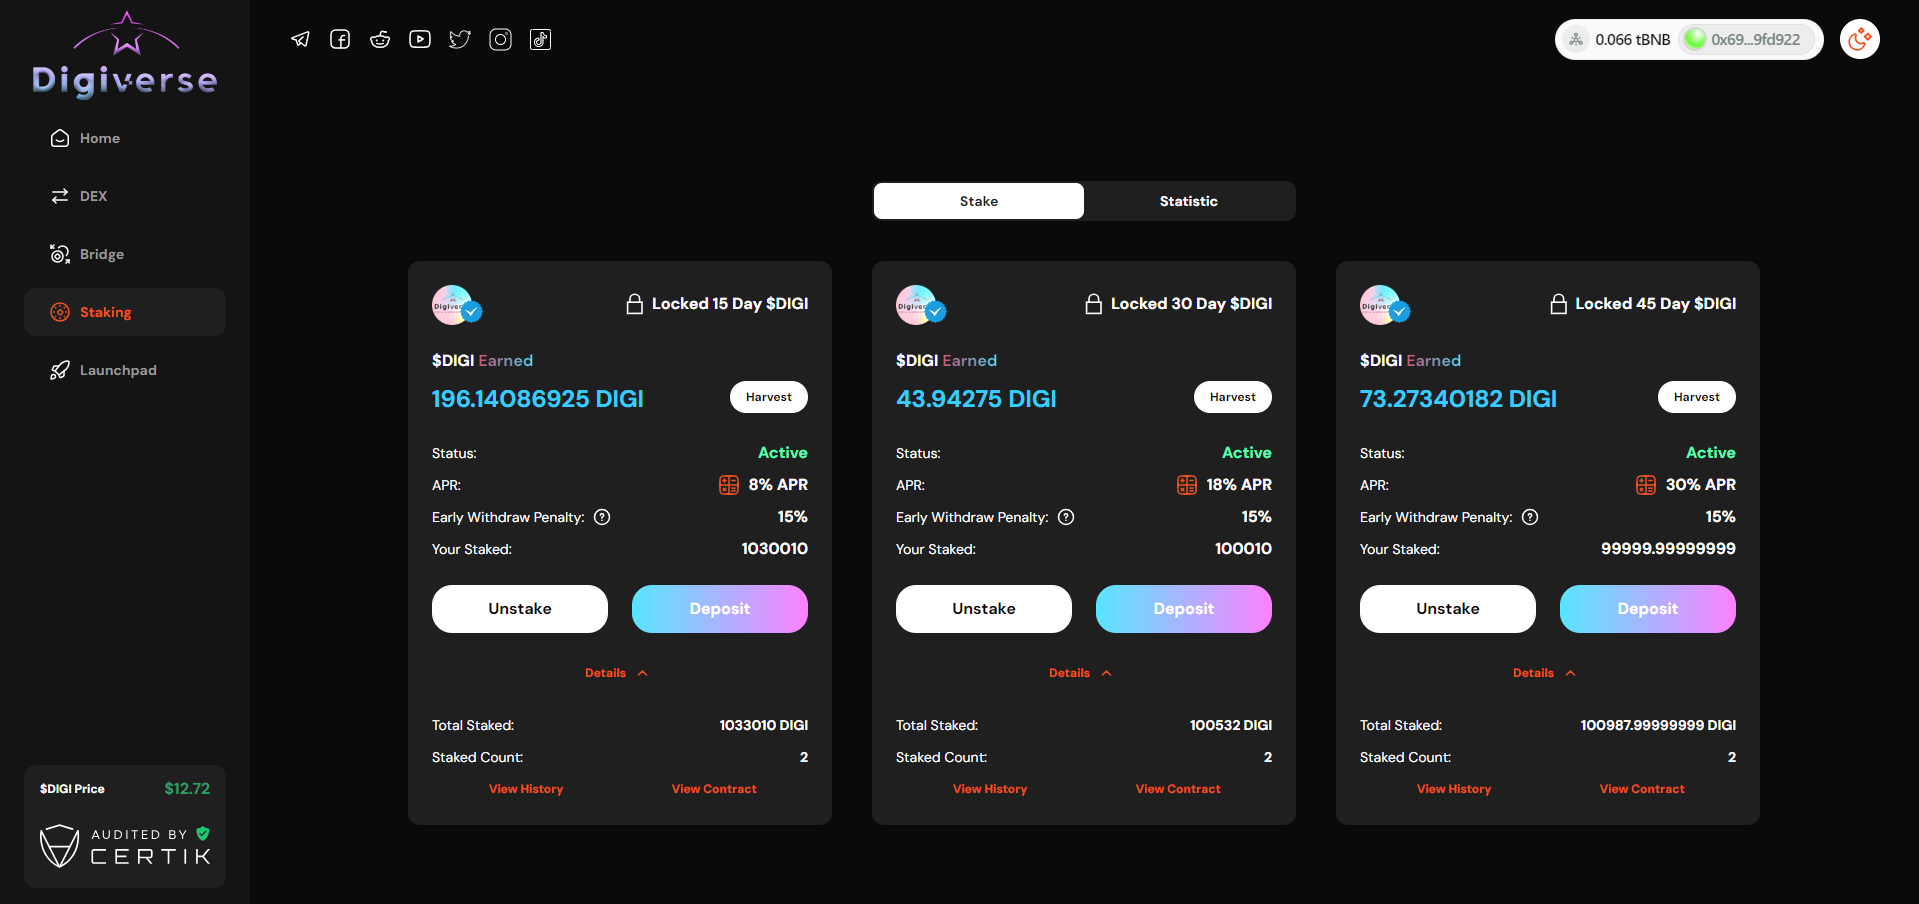 Digiverse
Home
DEX
Bridge
Staking
Launchpad
$DIGI Price $12.72
AUDITED BY
CERTIK
0.066 tBNB 0x69...9fd922
Stake Statistic
Digiverse
Locked 15 Day $DIGI
$DIGI Earned
196.14086925 DIGI Harvest
Status: Active
APR: 8% APR
Early Withdraw Penalty: ? 15%
Your Staked: 1030010
Unstake Deposit
Details
Total Staked: 1033010 DIGI
Staked Count: 2
View History View Contract
Digiverse
Locked 30 Day $DIGI
$DIGI Earned
43.94275 DIGI Harvest
Status: Active
APR: 18% APR
Early Withdraw Penalty: ? 15%
Your Staked: 100010
Unstake Deposit
Details
Total Staked: 100532 DIGI
Staked Count: 2
View History View Contract
Digiverse
Locked 45 Day $DIGI
$DIGI Earned
73.27340182 DIGI Harvest
Status: Active
APR: 30% APR
Early Withdraw Penalty: ? 15%
Your Staked: 99999.99999999
Unstake Deposit
Details
Total Staked: 100987.99999999 DIGI
Staked Count: 2
View History View Contract